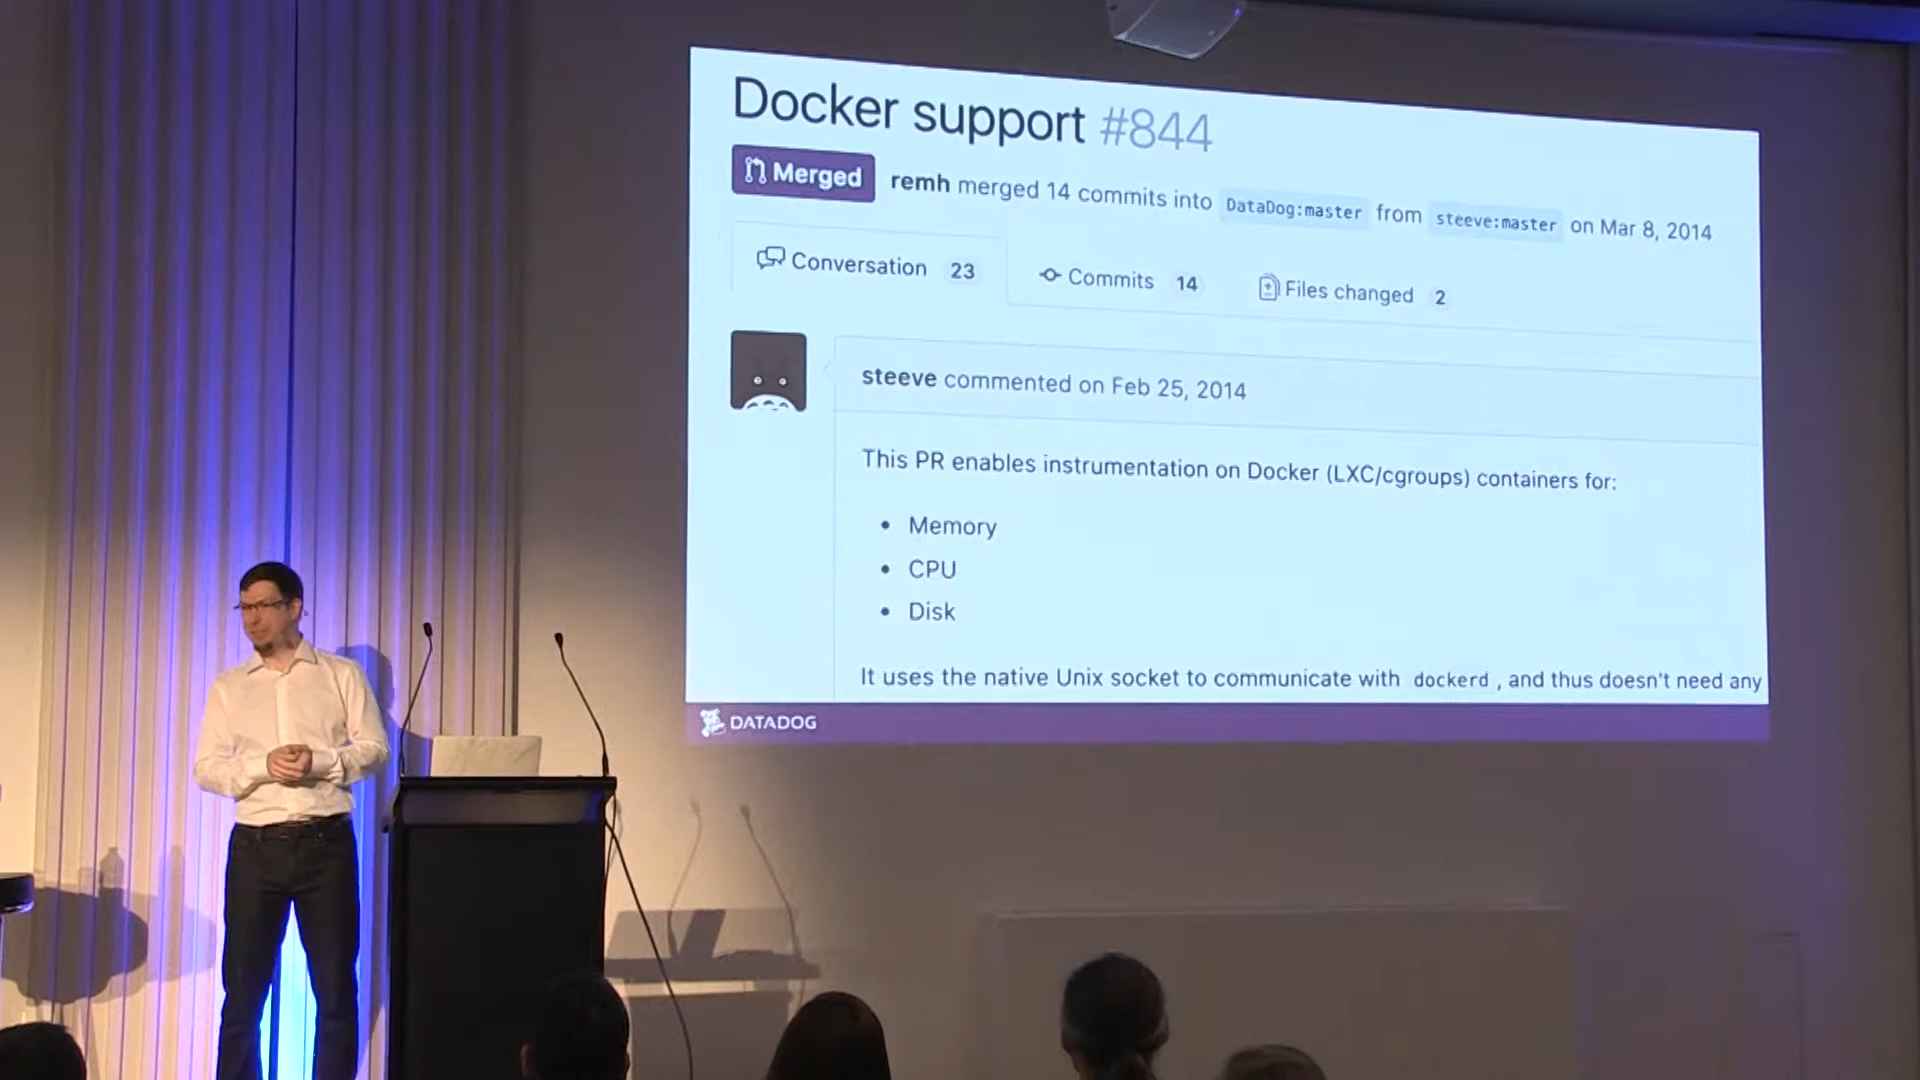 Docker support #844
Merged remh merged 14 commits into DataDog:master from steeve:master on Mar 8, 2014
Conversation 23 Commits 14 Files changed 2
steeve commented on Feb 25, 2014
This PR enables instrumentation on Docker (LXC/cgroups) containers for:
• Memory
• CPU
• Disk
It uses the native Unix socket to communicate with dockerd , and thus doesn't need any
DATADOG